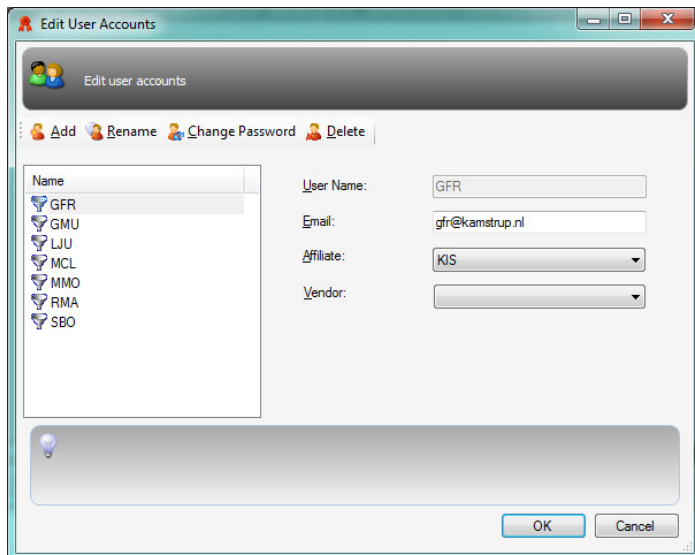 Edit User Accounts
Edit user accounts
Add Rename Change Password Delete
Name
GFR
GMU
LJU
MCL
MMO
RMA
SBO
User Name: GFR
Email: gfr@kamstrup.nl
Affiliate: KIS
Vendor:
OK Cancel